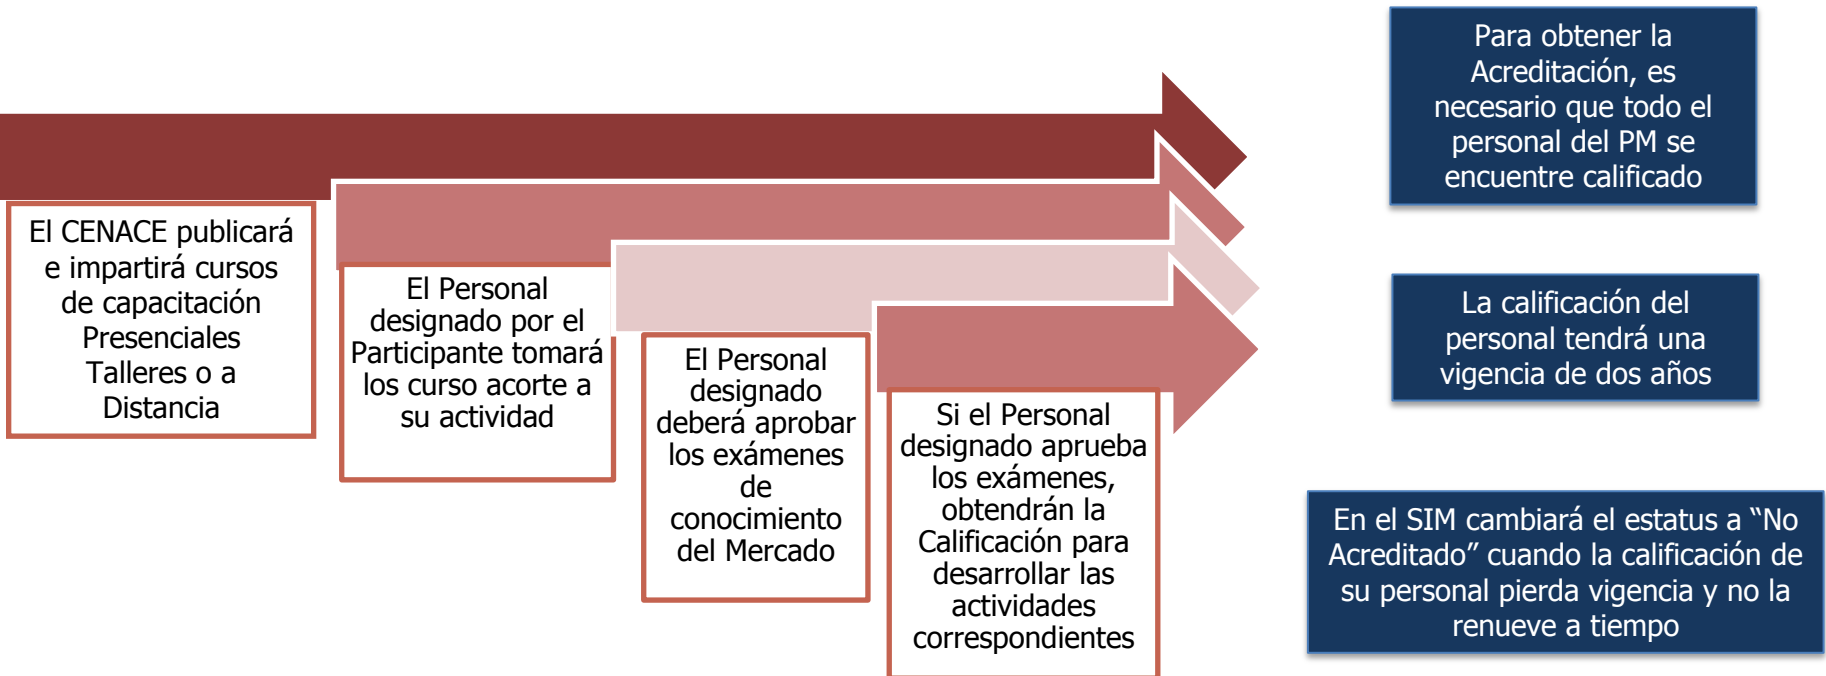 El CENACE publicará
e impartirá cursos
de capacitación
Presenciales
Talleres o a
Distancia
El Personal
designado por el
Participante tomará
los curso acorte a
su actividad
El Personal
designado
deberá aprobar
los exámenes
de
conocimiento
del Mercado
Si el Personal
designado aprueba
los exámenes,
obtendrán la
Calificación para
desarrollar las
actividades
correspondientes
Para obtener la
Acreditación, es
necesario que todo el
personal del PM se
encuentre calificado
La calificación del
personal tendrá una
vigencia de dos años
En el SIM cambiará el estatus a “No
Acreditado” cuando la calificación de
su personal pierda vigencia y no la
renueve a tiempo